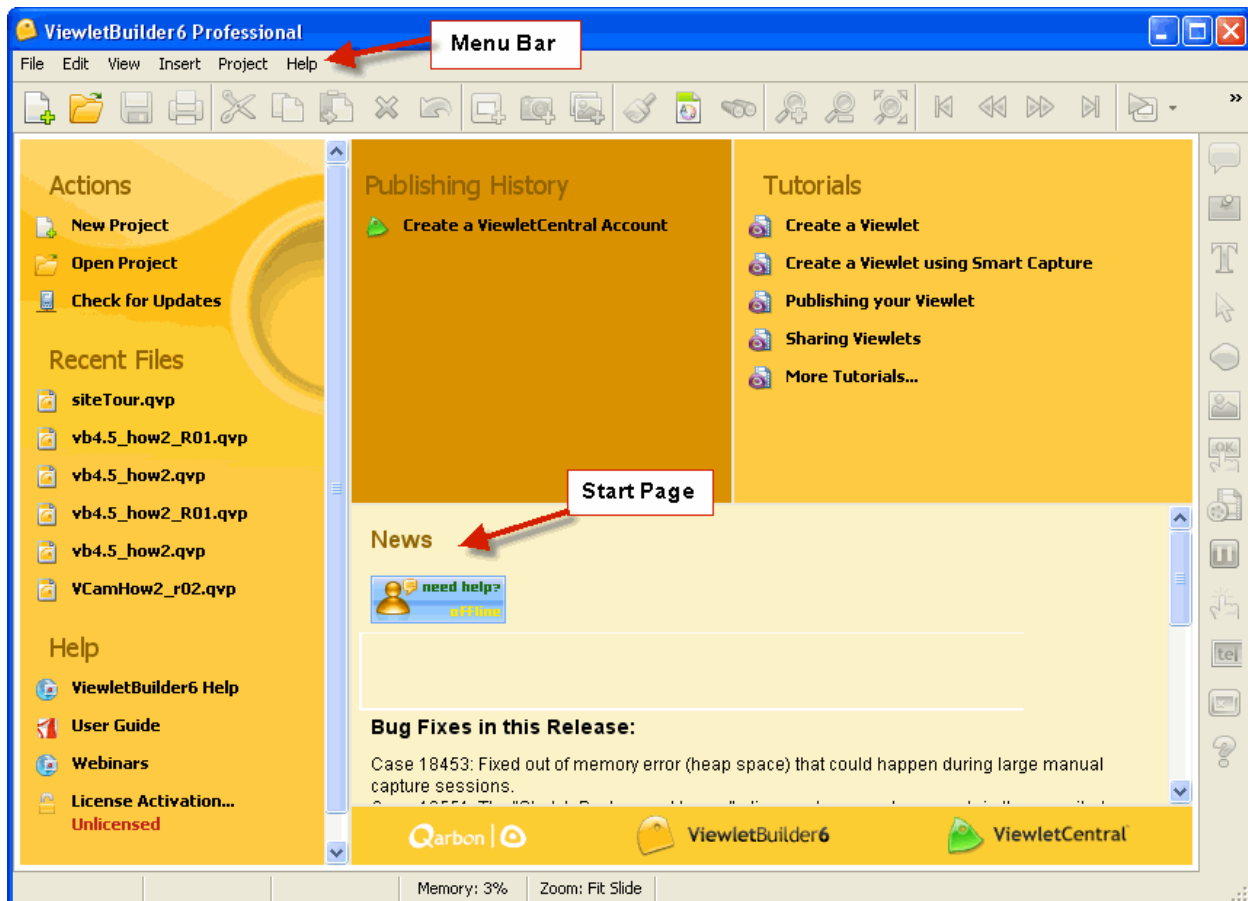 ViewletBuilder6 Professional
Menu Bar
File Edit View Insert Project Help
Actions
New Project
Open Project
Check for Updates
Recent Files
siteTour.qvp
vb4.5_how2_R01.qvp
vb4.5_how2.qvp
vb4.5_how2_R01.qvp
vb4.5_how2.qvp
VCamHow2_r02.qvp
Help
ViewletBuilder6 Help
User Guide
Webinars
License Activation...
Unlicensed
Publishing History
Create a ViewletCentral Account
Tutorials
Create a Viewlet
Create a Viewlet using Smart Capture
Publishing your Viewlet
Sharing Viewlets
More Tutorials...
Start Page
News
need help?
offline
Bug Fixes in this Release:
Case 18453: Fixed out of memory error (heap space) that could happen during large manual
capture sessions.
Qarbon
ViewletBuilder6
ViewletCentral
OK
te
Memory: 3% Zoom: Fit Slide